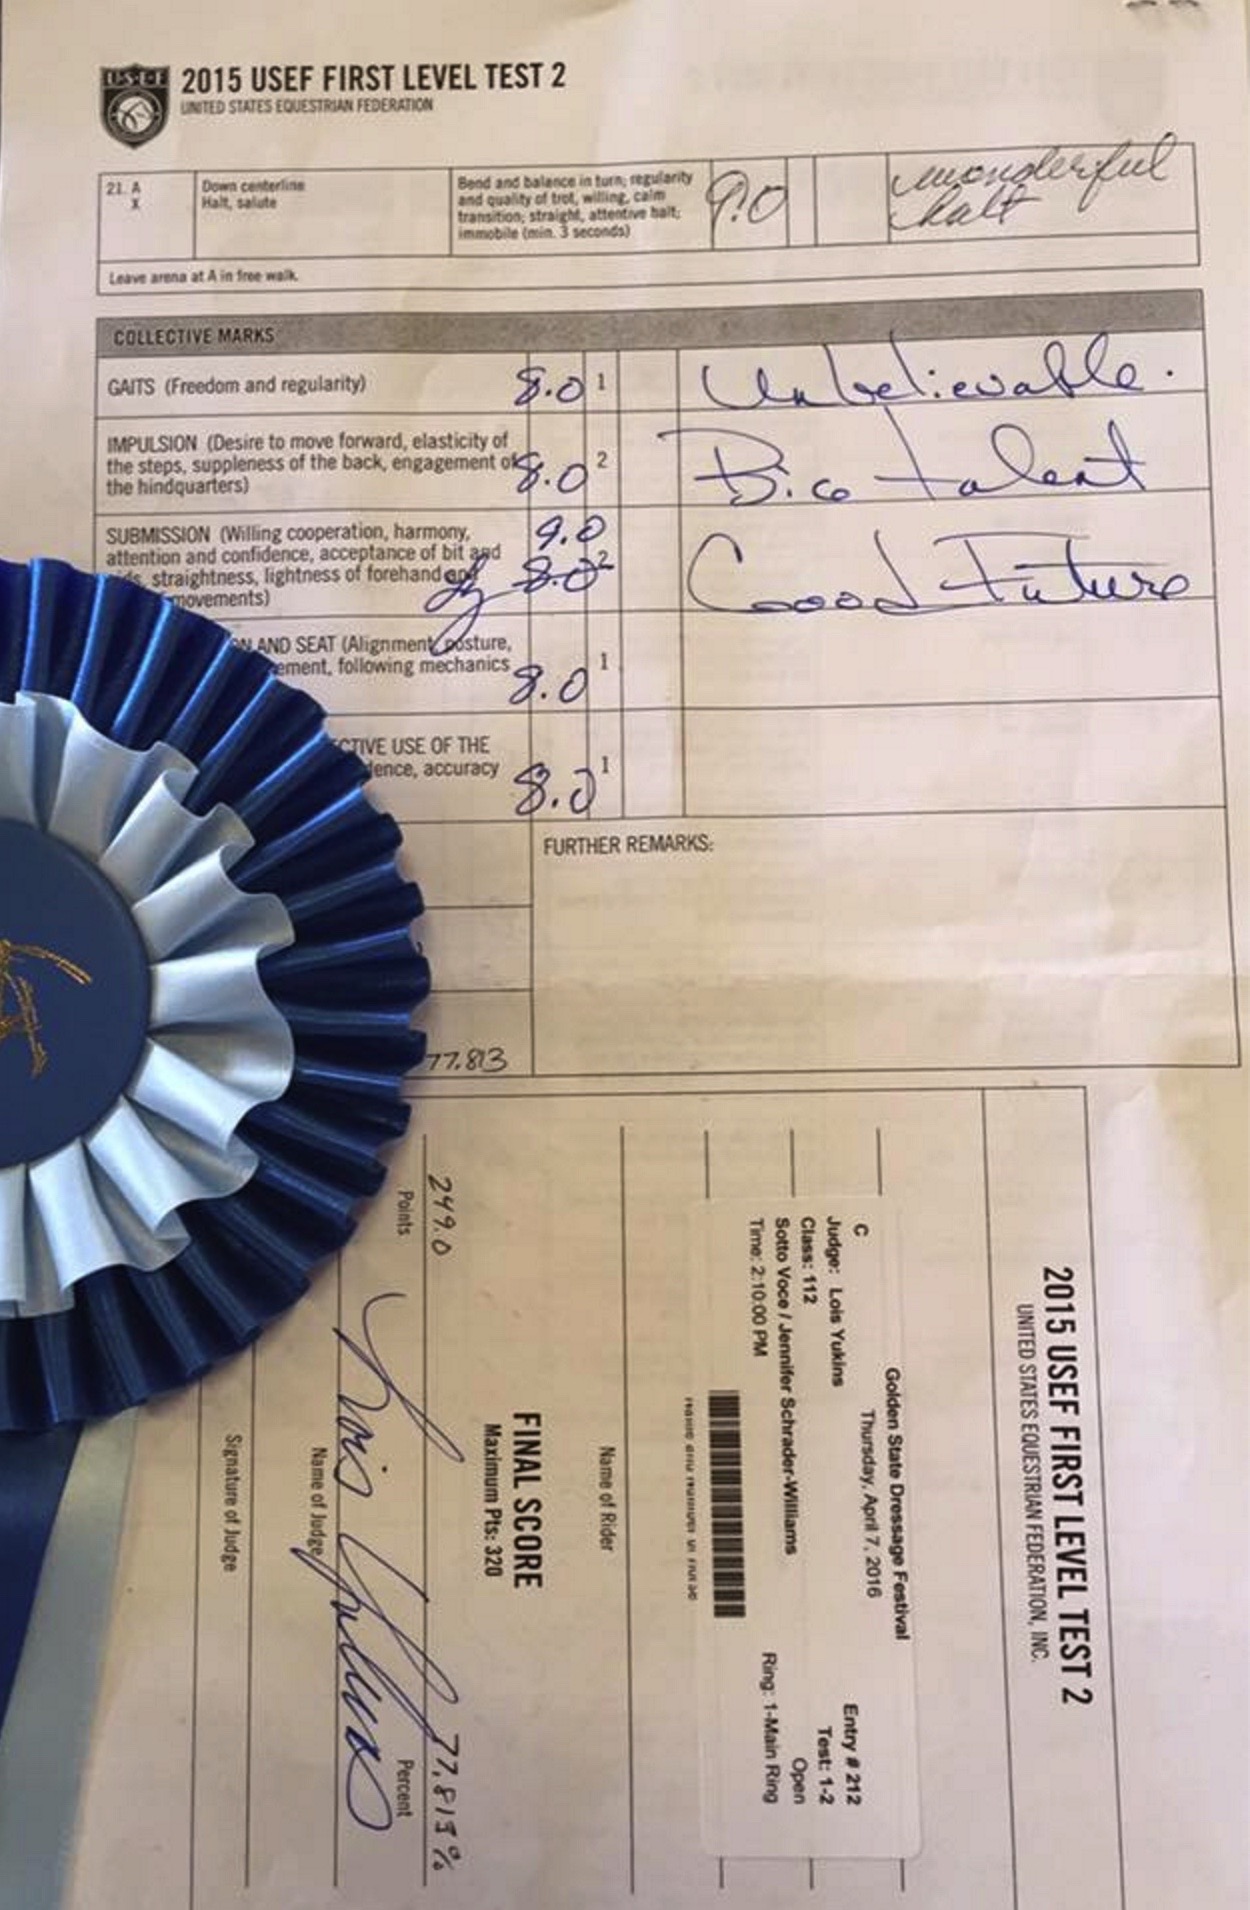 USEF
2015 USEF FIRST LEVEL TEST 2
UNITED STATES EQUESTRIAN FEDERATION
21. A
X
Down centerline
Halt, salute
Bend and balance in turn; regularity
and quality of trot, willing, calm
transition; straight, attentive halt;
immobile (min. 3 seconds)
9.0
wonderful
halt
Leave arena at A in free walk.
COLLECTIVE MARKS
GAITS (Freedom and regularity)
8.0
1
Unbelievable.
IMPULSION (Desire to move forward, elasticity of
the steps, suppleness of the back, engagement of
the hindquarters)
8.0
2
Big talent
SUBMISSION (Willing cooperation, harmony,
attention and confidence, acceptance of bit and
straightness, lightness of forehand and
movements)
9.0
8.0
2
Good Future
AND SEAT (Alignment, posture,
following mechanics
8.0
1
USE OF THE
accuracy
8.0
1
FURTHER REMARKS:
77.813
2015 USEF FIRST LEVEL TEST 2
UNITED STATES EQUESTRIAN FEDERATION, INC.
Golden State Dressage Festival
Thursday, April 7, 2016
C
Entry # 212
Judge: Lois Yukins
Test: 1-2
Class: 112
Open
Sotto Voce / Jennifer Schrader-Williams
Time: 2:10:00 PM
Ring: 1-Main Ring
Name of Rider
FINAL SCORE
Maximum Pts: 320
249.0
77.813%
Points
Percent
Lois Yukins
Name of Judge
Signature of Judge